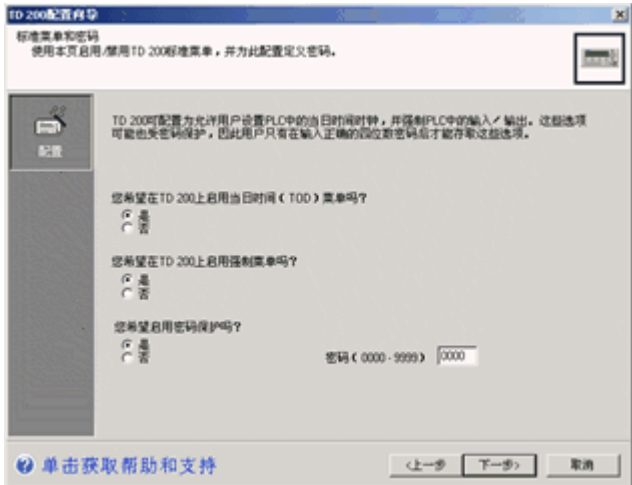 TD 200配置向导
标准菜单和密码
使用本页启用/禁用TD 200标准菜单，并为此配置定义密码。
配置
TD 200可配置为允许用户设置PLC中的当日时间时钟，并强制PLC中的输入/输出。这些选项
可能也受密码保护，因此用户只有在输入正确的四位数密码后才能存取这些选项。
您希望在TD 200上启用当日时间(TOD)菜单吗?
是
否
您希望在TD 200上启用强制菜单吗?
是
否
您希望启用密码保护吗?
是
否
密码(0000-9999) 0000
单击获取帮助和支持
<上一步 下一步> 取消